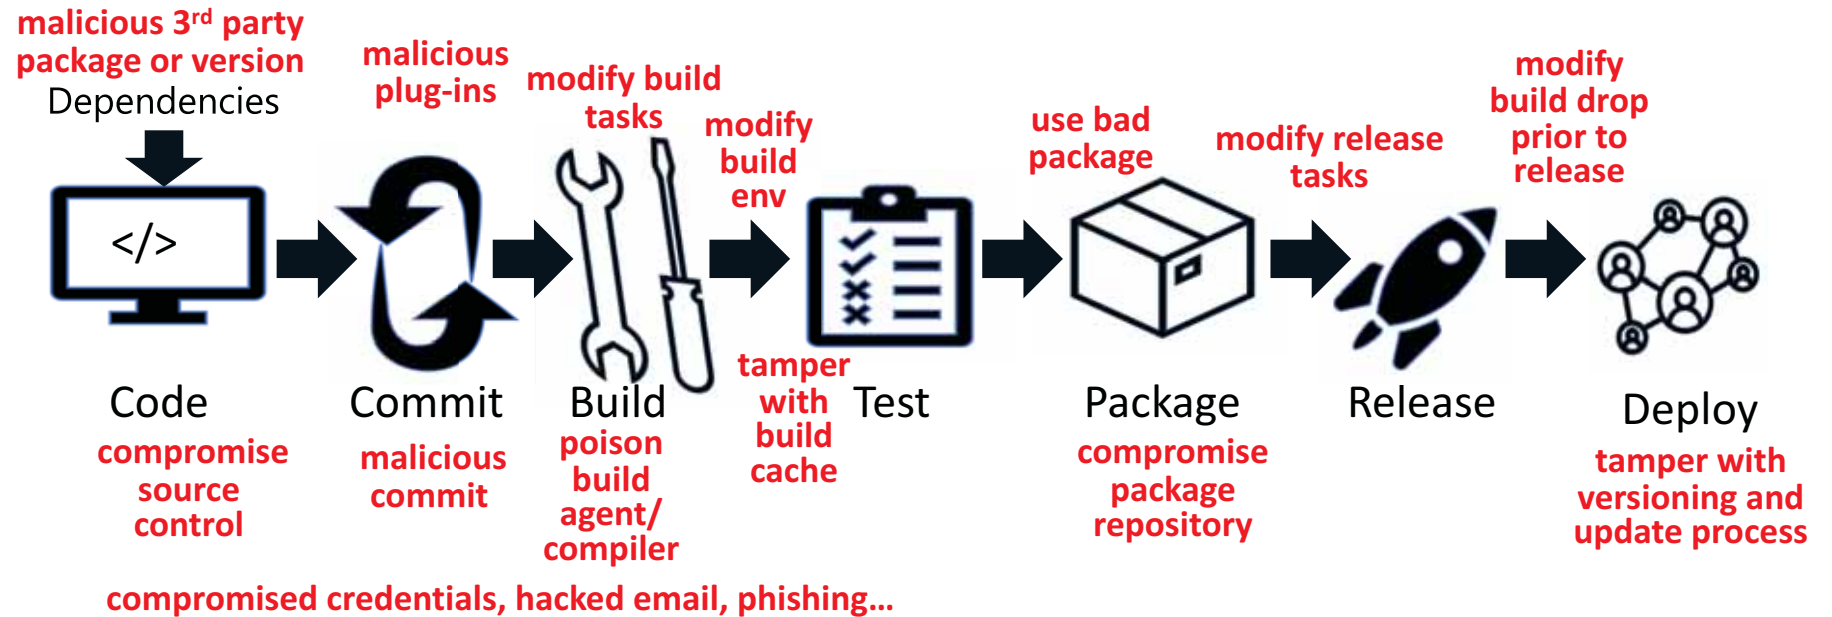 malicious 3rd party
package or version
Dependencies
</>
Code
compromise
source
control
malicious
plug-ins
Commit
malicious
commit
modify build
tasks
Build
poison
build
agent/
compiler
modify
build
env
tamper
with
build
cache
Test
use bad
package
Package
compromise
package
repository
modify release
tasks
Release
modify
build drop
prior to
release
Deploy
tamper with
versioning and
update process
compromised credentials, hacked email, phishing...